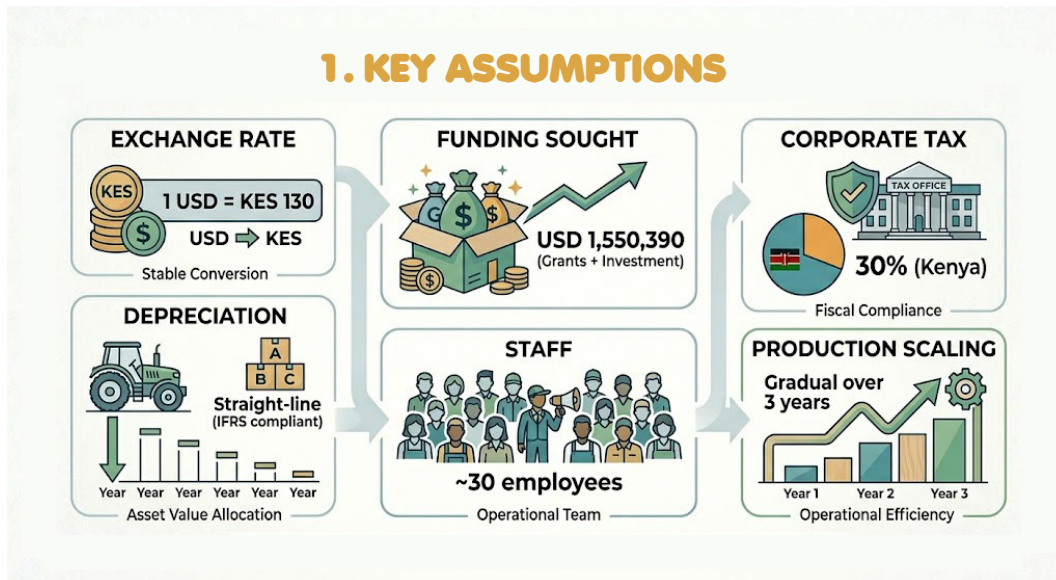 1. KEY ASSUMPTIONS
EXCHANGE RATE
KES
1 USD = KES 130
$
USD ⇒ KES
Stable Conversion
FUNDING SOUGHT
G $ $
$
USD 1,550,390
(Grants + Investment)
CORPORATE TAX
TAX OFFICE
30% (Kenya)
Fiscal Compliance
DEPRECIATION
A
B C
Straight-line
(IFRS compliant)
Year Year Year Year Year Year
Asset Value Allocation
STAFF
~30 employees
Operational Team
PRODUCTION SCALING
Gradual over
3 years
Year 1 Year 2 Year 3
Operational Efficiency